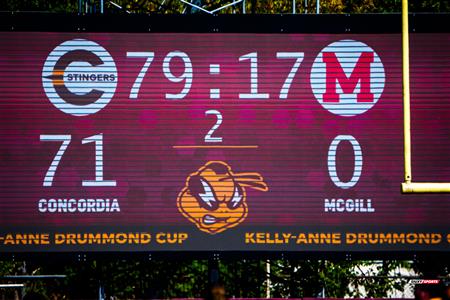 C STINGERS 79:17 M
2
71 0
CONCORDIA MCGILL
-ANNE DRUMMOND CUP KELLY-ANNE DRUMMOND